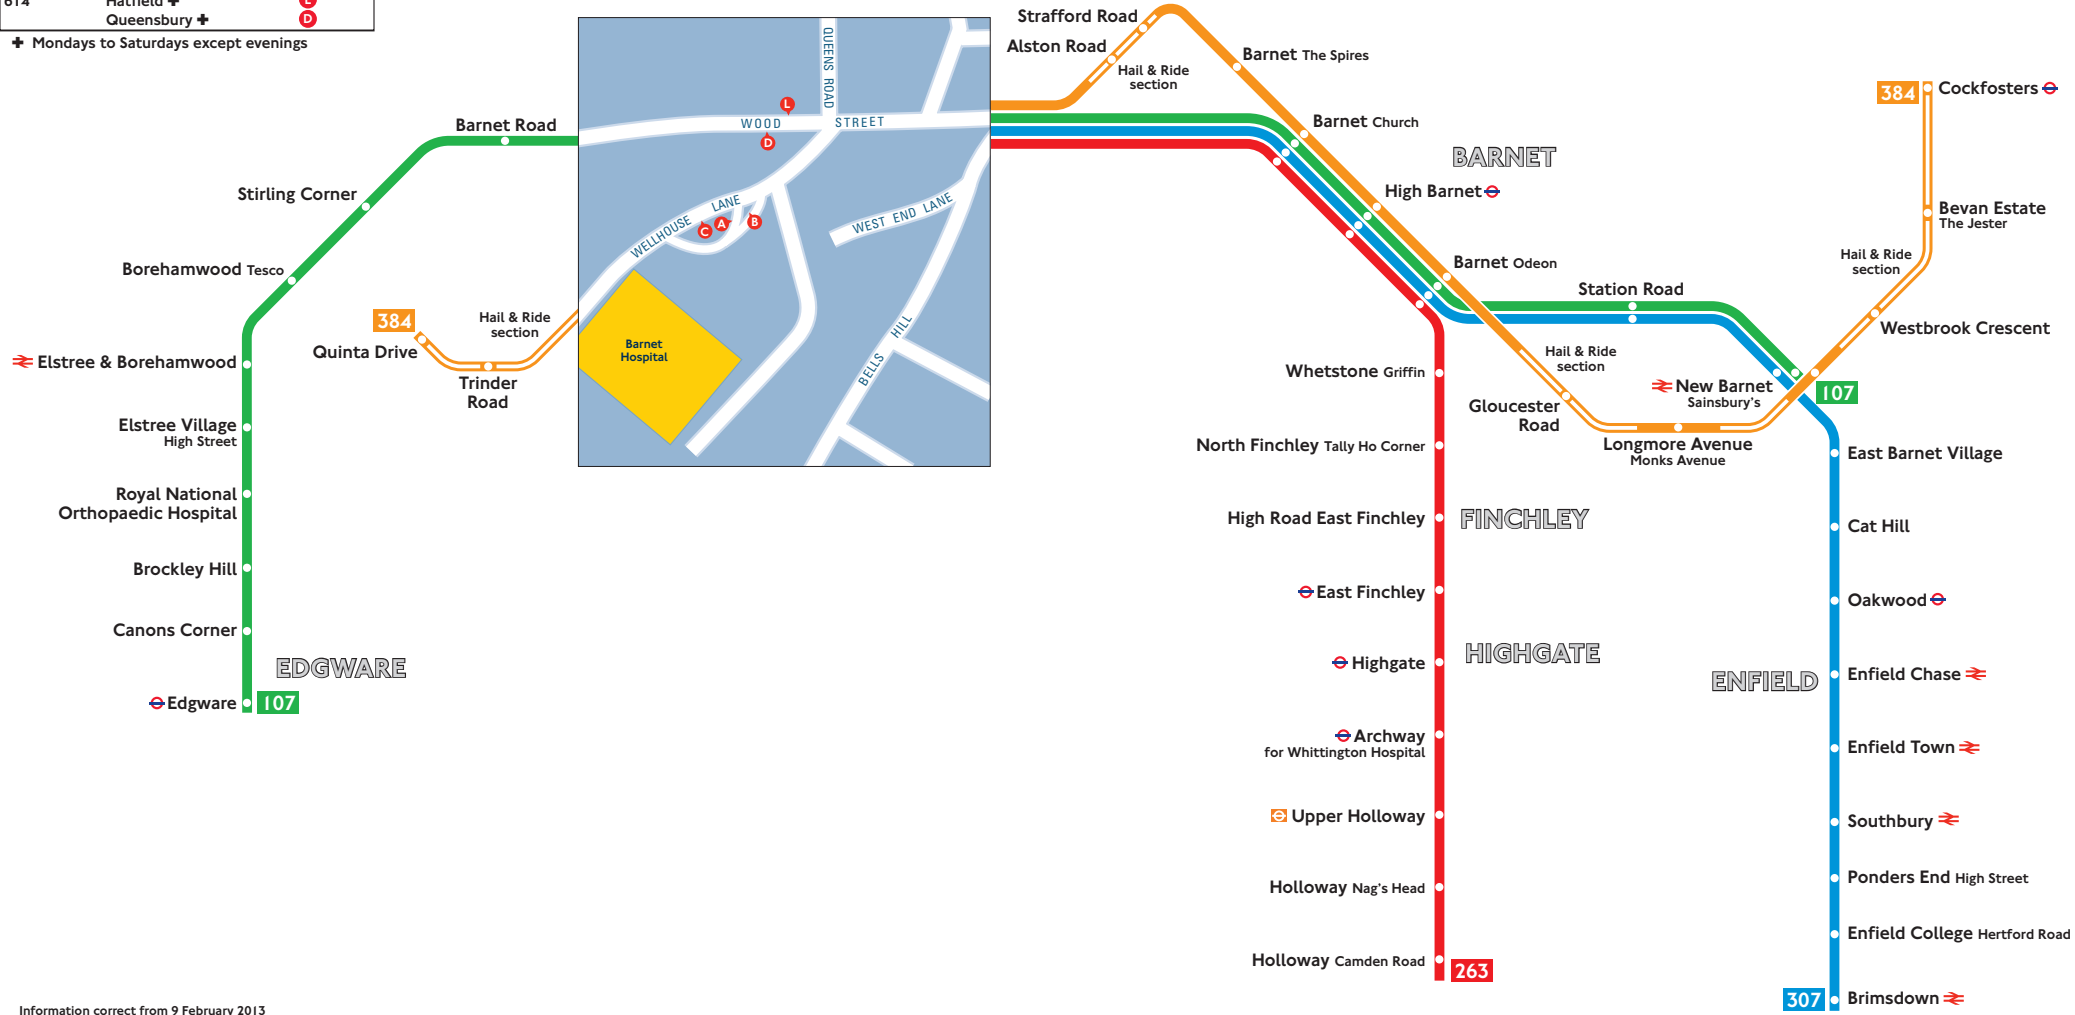 614 Hatfield ✚ L
Queensbury ✚ D
✚ Mondays to Saturdays except evenings
Strafford Road
Alston Road
Hail & Ride
section
Barnet The Spires
Barnet Church
BARNET
High Barnet
Barnet Odeon
Station Road
384
Cockfosters
Bevan Estate
The Jester
Hail & Ride
section
Westbrook Crescent
Hail & Ride
section
New Barnet
Sainsbury's
107
Gloucester
Road
Longmore Avenue
Monks Avenue
Barnet Road
Stirling Corner
Borehamwood Tesco
Elstree & Borehamwood
Elstree Village
High Street
Royal National
Orthopaedic Hospital
Brockley Hill
Canons Corner
EDGWARE
Edgware
107
384
Quinta Drive
Hail & Ride
section
Trinder
Road
QUEENS ROAD
L
WOOD STREET
D
WELLHOUSE LANE
C
A
B
WEST END LANE
BELLS HILL
Barnet
Hospital
Whetstone Griffin
North Finchley Tally Ho Corner
High Road East Finchley
FINCHLEY
East Finchley
Highgate
HIGHGATE
Archway
for Whittington Hospital
Upper Holloway
Holloway Nag's Head
Holloway Camden Road
263
East Barnet Village
Cat Hill
Oakwood
ENFIELD
Enfield Chase
Enfield Town
Southbury
Ponders End High Street
Enfield College Hertford Road
307
Brimsdown
Information correct from 9 February 2013